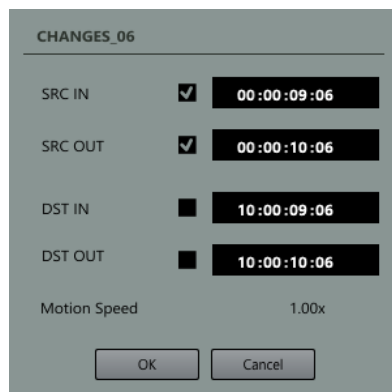 CHANGES_06
SRC IN 00:00:09:06
SRC OUT 00:00:10:06
DST IN 10:00:09:06
DST OUT 10:00:10:06
Motion Speed 1.00x
OK Cancel